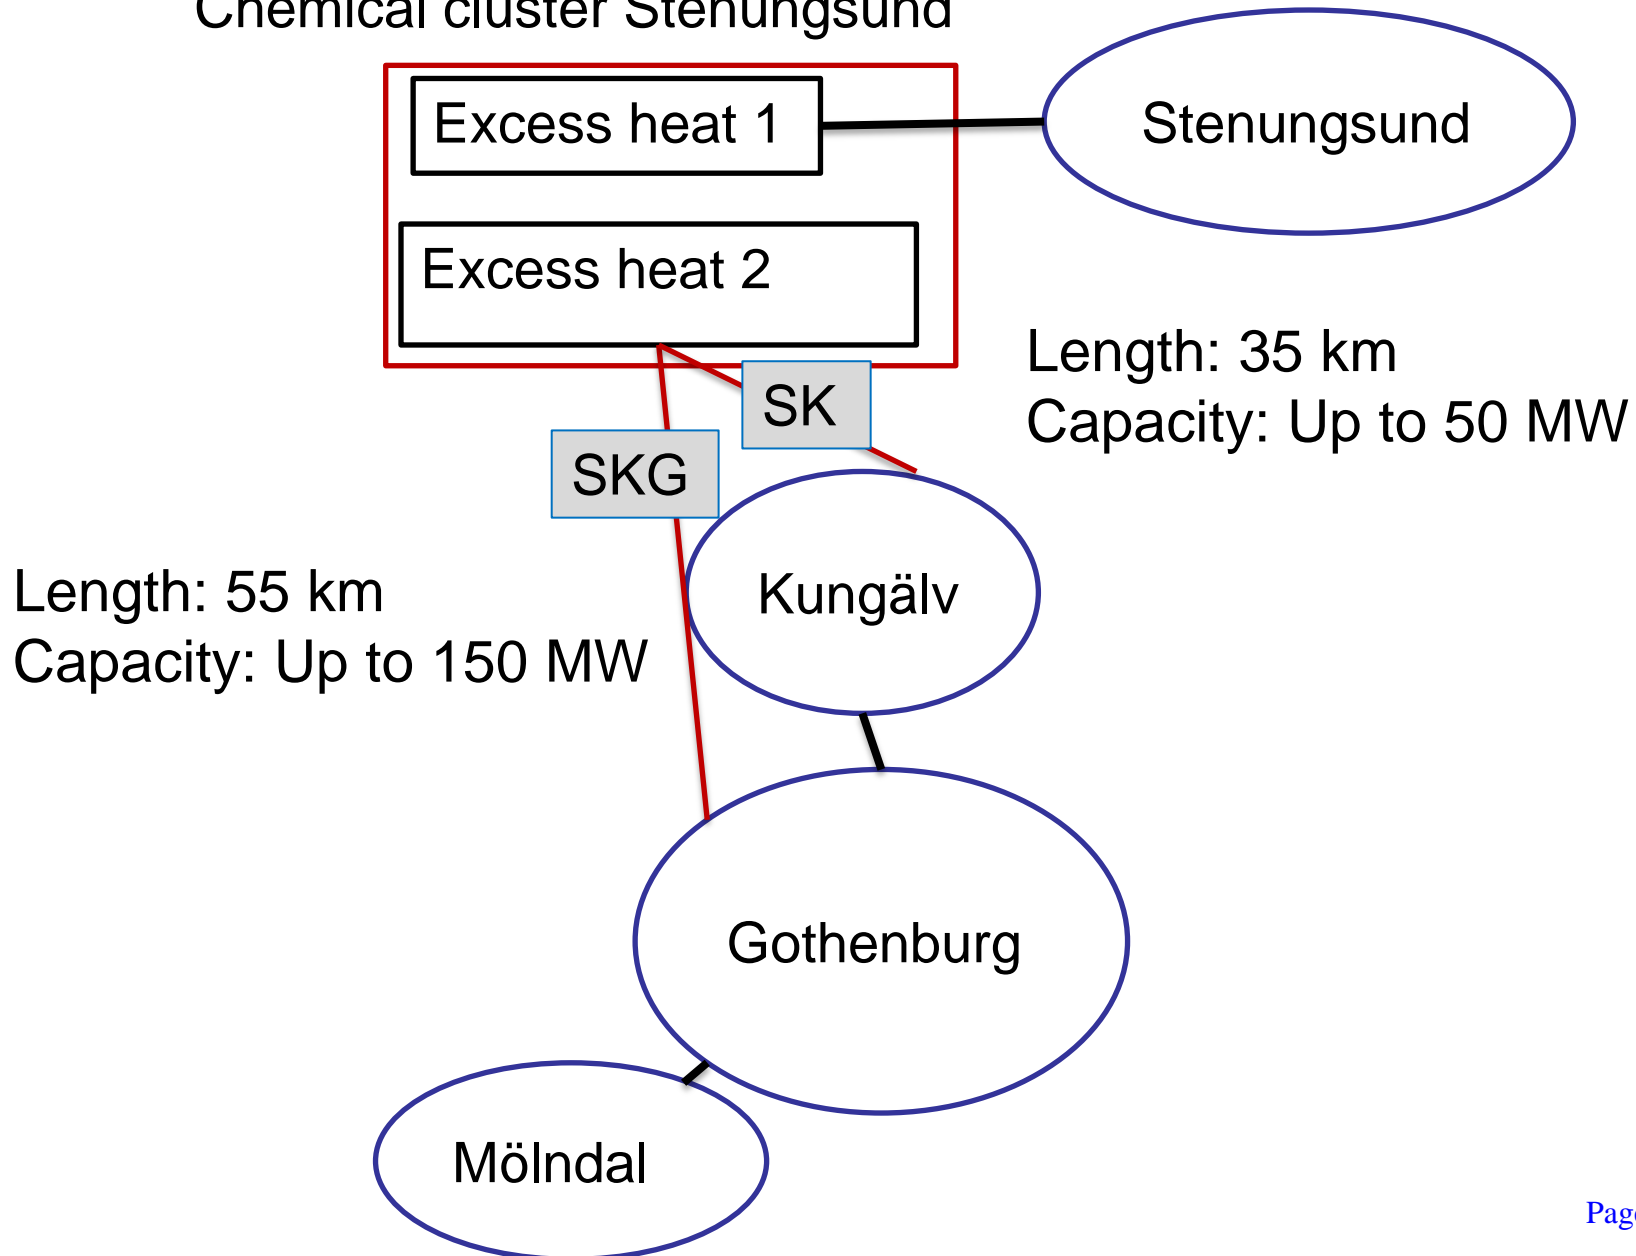 Chemical cluster Stenungsund
Excess heat 1
Stenungsund
Excess heat 2
Length: 35 km
Capacity: Up to 50 MW
SK
SKG
Length: 55 km
Capacity: Up to 150 MW
Kungälv
Gothenburg
Mölndal